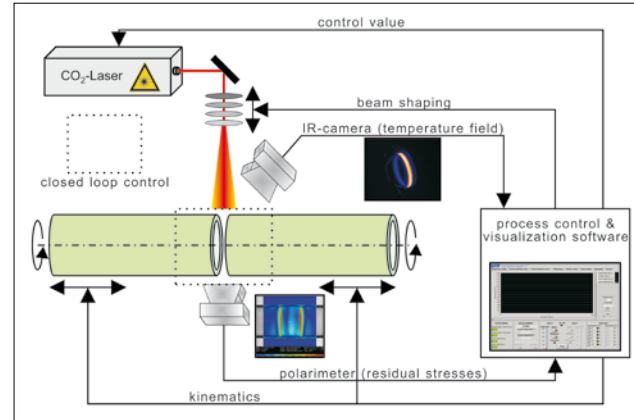 control value
CO₂-Laser
beam shaping
IR-camera (temperature field)
closed loop control
process control &
visualization software
polarimeter (residual stresses)
kinematics